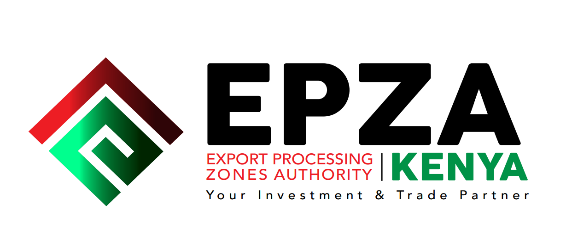 EPZA
EXPORT PROCESSING
ZONES AUTHORITY | KENYA
Your Investment & Trade Partner